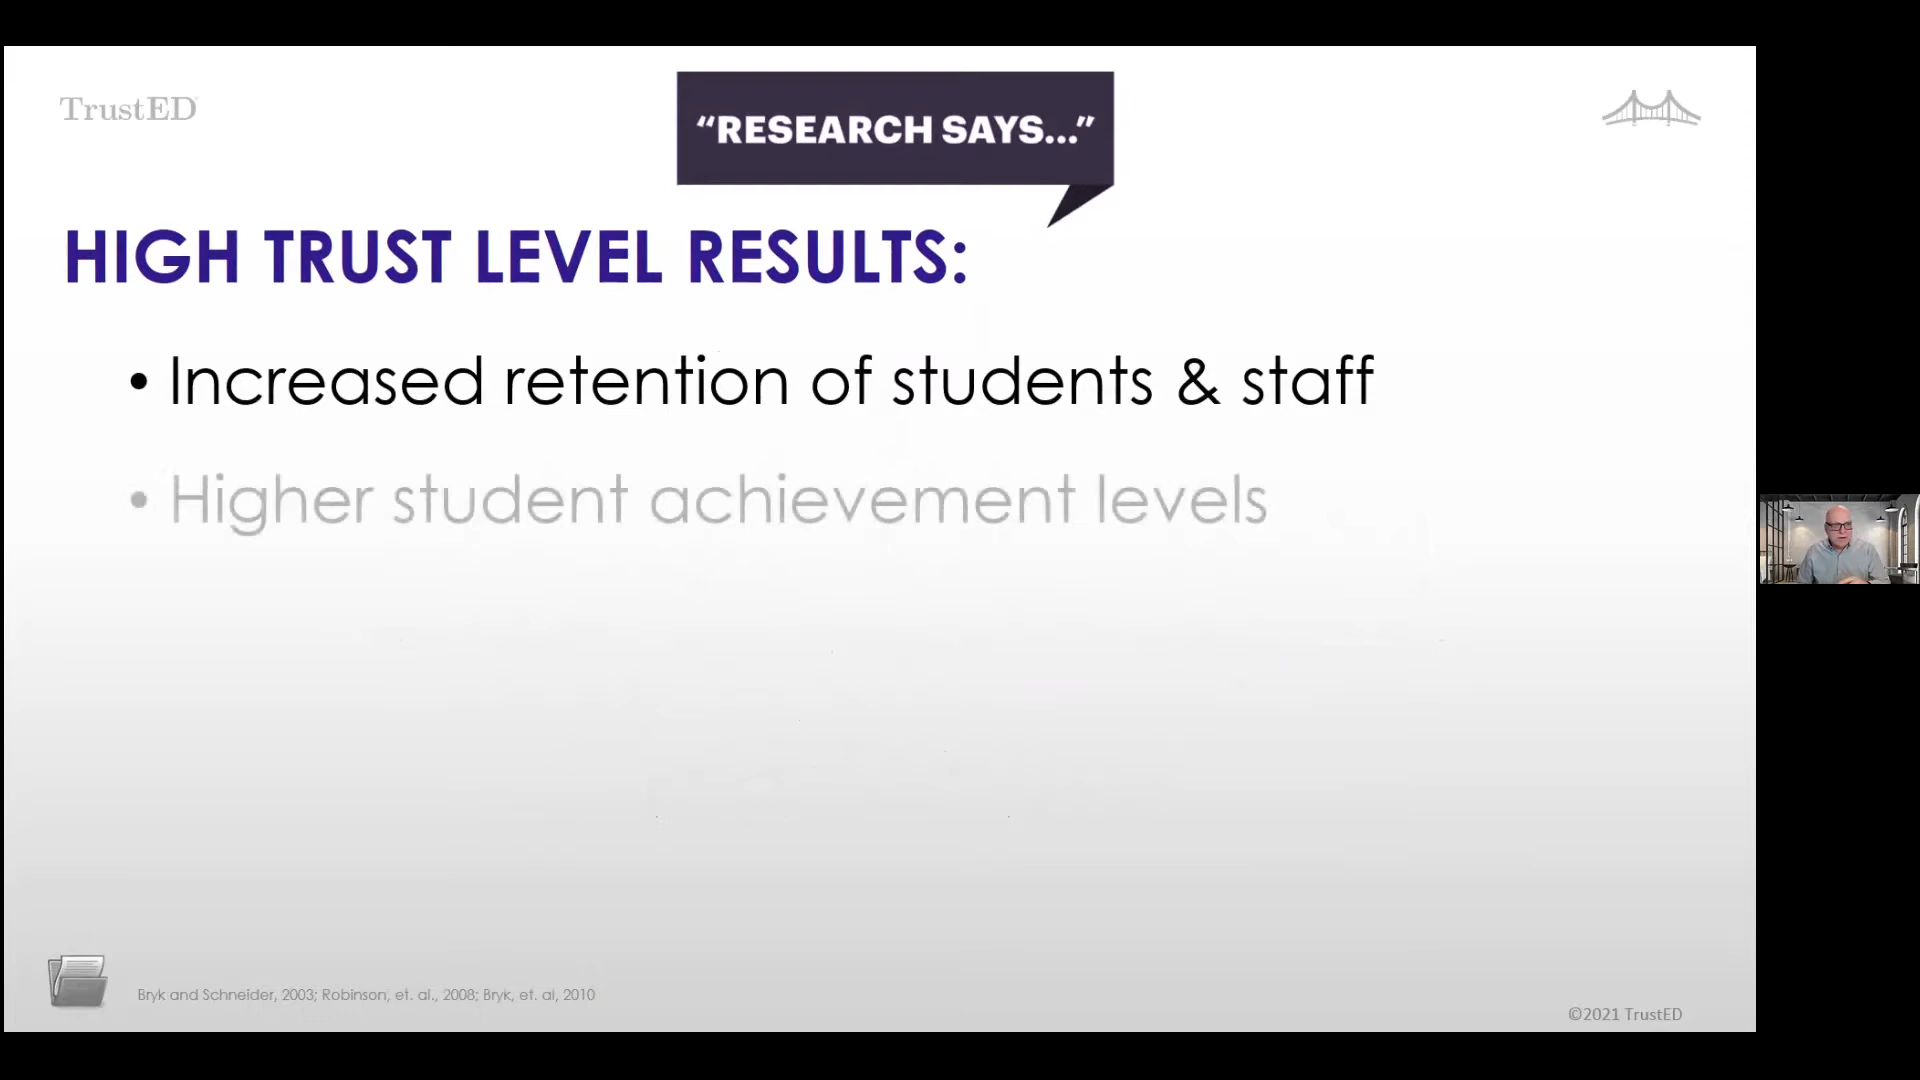 TrustED
“RESEARCH SAYS...”
HIGH TRUST LEVEL RESULTS:
• Increased retention of students & staff
• Higher student achievement levels
Bryk and Schneider, 2003; Robinson, et. al., 2008; Bryk, et. al, 2010
©2021 TrustED